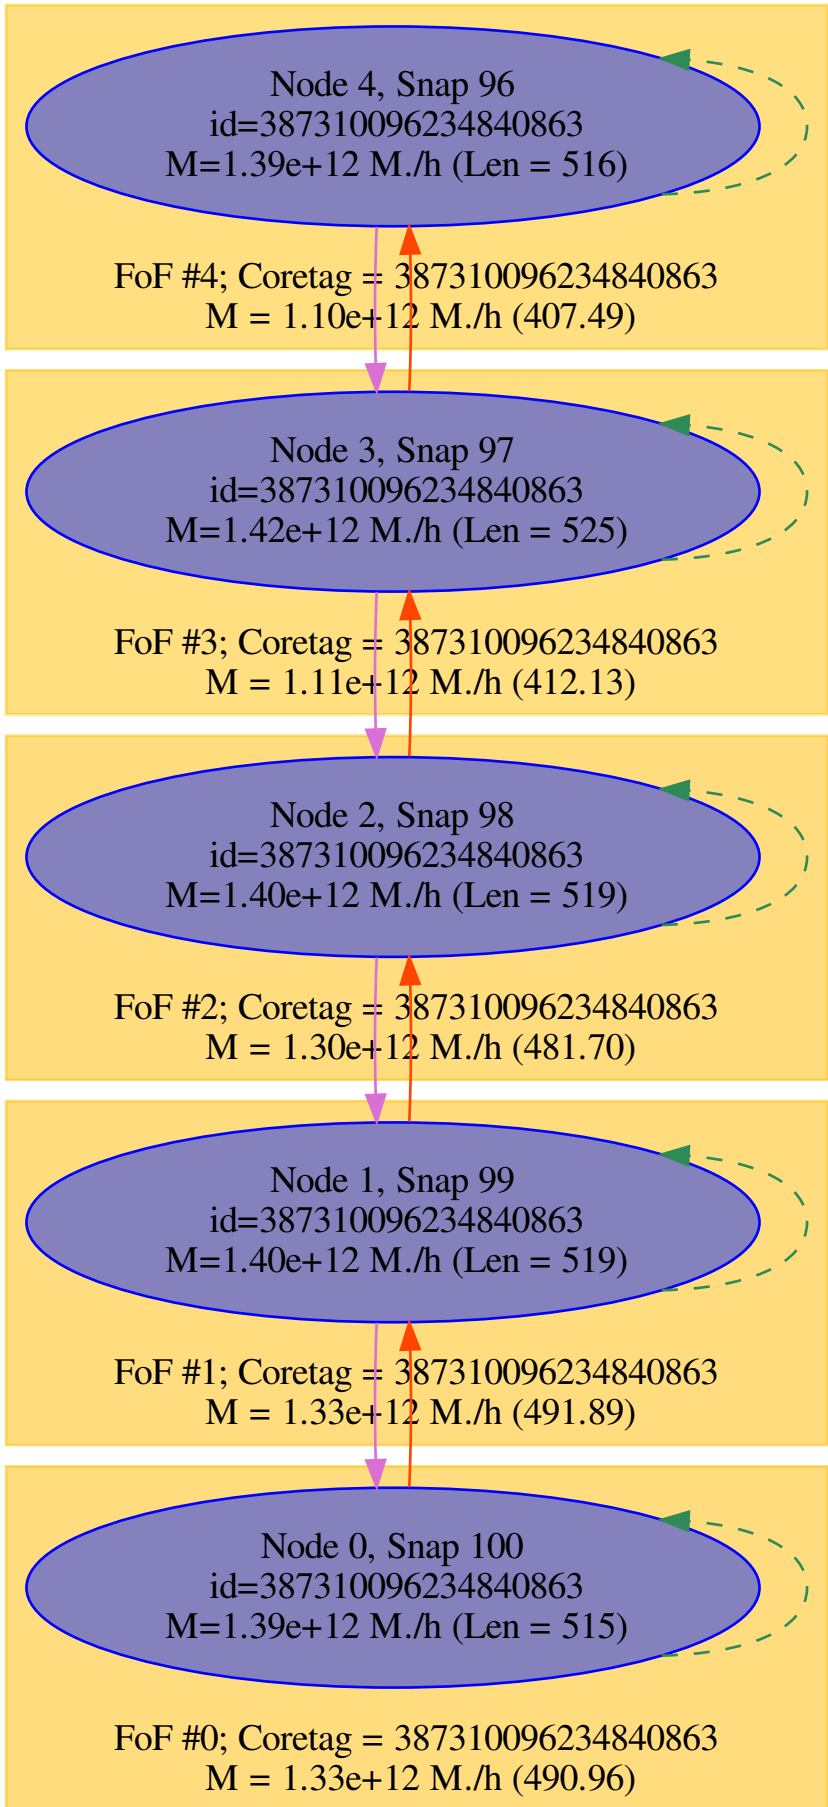 Node 4, Snap 96
id=387310096234840863
M=1.39e+12 M./h (Len = 516)
FoF #4; Coretag = 387310096234840863
M = 1.10e+12 M./h (407.49)
Node 3, Snap 97
id=387310096234840863
M=1.42e+12 M./h (Len = 525)
FoF #3; Coretag = 387310096234840863
M = 1.11e+12 M./h (412.13)
Node 2, Snap 98
id=387310096234840863
M=1.40e+12 M./h (Len = 519)
FoF #2; Coretag = 387310096234840863
M = 1.30e+12 M./h (481.70)
Node 1, Snap 99
id=387310096234840863
M=1.40e+12 M./h (Len = 519)
FoF #1; Coretag = 387310096234840863
M = 1.33e+12 M./h (491.89)
Node 0, Snap 100
id=387310096234840863
M=1.39e+12 M./h (Len = 515)
FoF #0; Coretag = 387310096234840863
M = 1.33e+12 M./h (490.96)